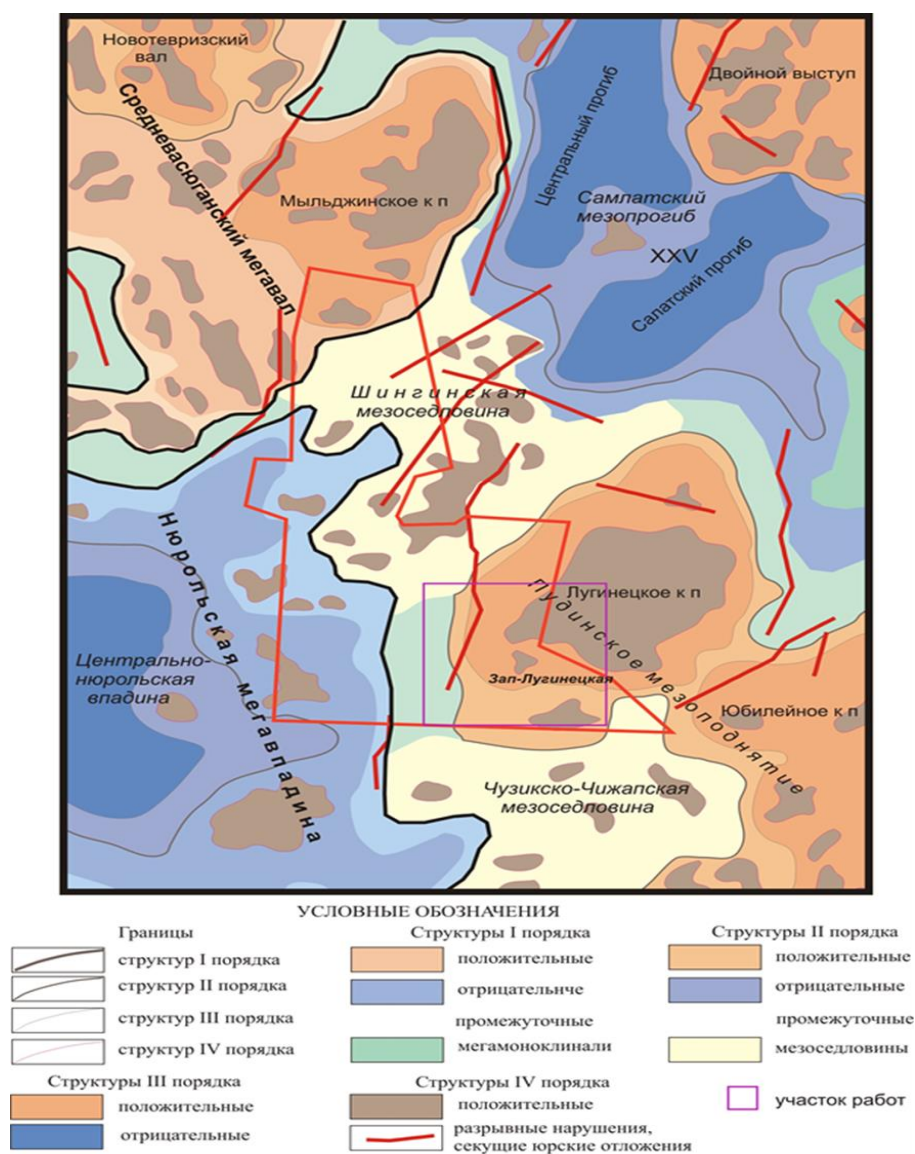 Новотевризский
вал
Средневасюганский мегавал
Мыльджинское к п
Центральный прогиб
Двойной выступ
Самлатский
мезопрогиб
XXV
Салатский прогиб
Шингинская
мезоседловина
Нюрольская мегавпадина
Центрально-
нюрольская
впадина
Лугинецкое к п
Пудинское мезоподнятие
Зап-Лугинецкая
Юбилейное к п
Чузикско-Чижапская
мезоседловина
УСЛОВНЫЕ ОБОЗНАЧЕНИЯ
Границы
структур I порядка
структур II порядка
структур III порядка
структур IV порядка
Структуры I порядка
положительные
отрицательнче
промежуточные
мегамоноклинали
Структуры II порядка
положительные
отрицательные
промежуточные
мезоседловины
Структуры III порядка
положительные
отрицательные
Структуры IV порядка
положительные
разрывные нарушения,
секущие юрские отложения
участок работ